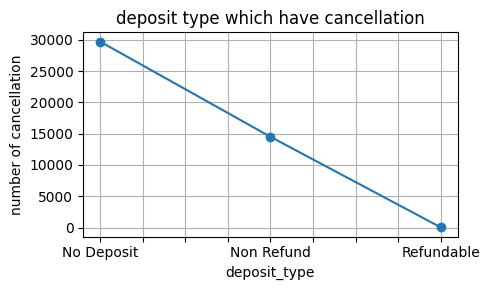 deposit type which have cancellation
number of cancellation
30000
25000
20000
15000
10000
5000
0
No Deposit Non Refund Refundable
deposit_type